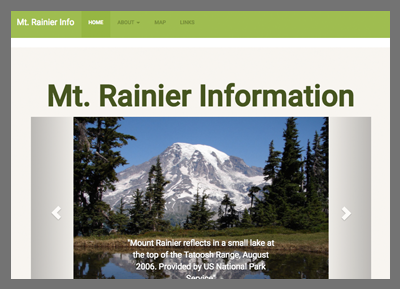 Mt. Rainier Info
HOME
ABOUT
MAP
LINKS
Mt. Rainier Information
"Mount Rainier reflects in a small lake at
the top of the Tatoosh Range, August
2006. Provided by US National Park
Service"